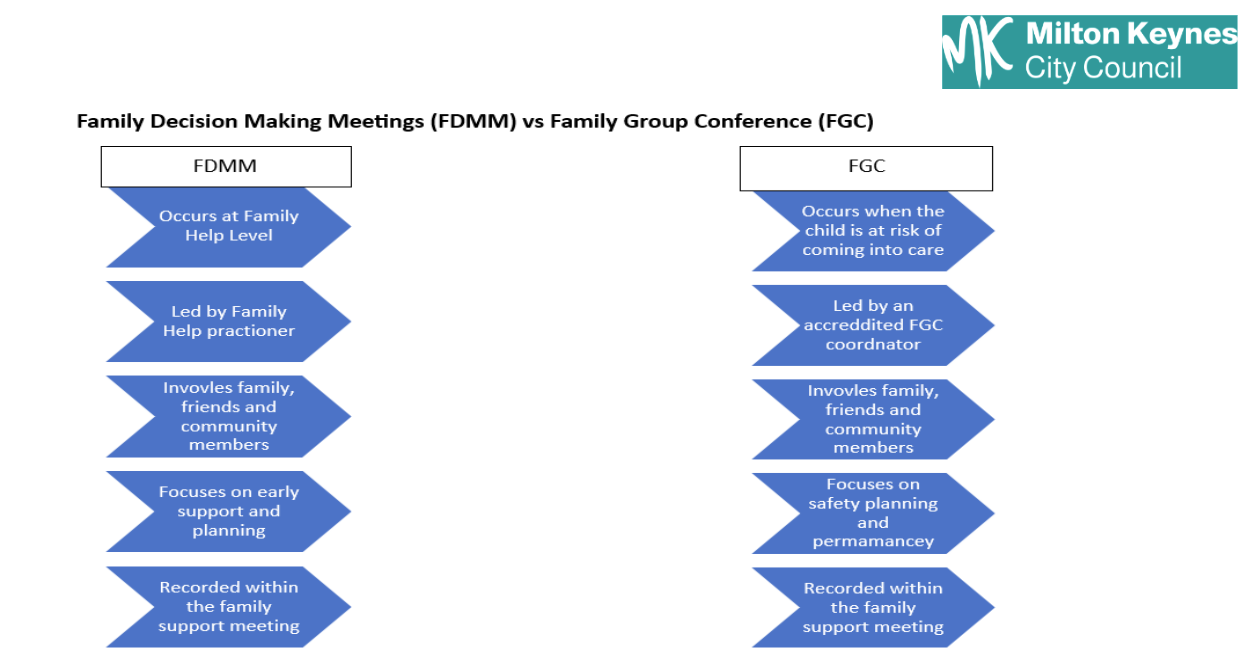 Milton Keynes
City Council
Family Decision Making Meetings (FDMM) vs Family Group Conference (FGC)
FDMM
Occurs at Family
Help Level
Led by Family
Help practioner
Invovles family,
friends and
community
members
Focuses on early
support and
planning
Recorded within
the family
support meeting
FGC
Occurs when the
child is at risk of
coming into care
Led by an
accreddited FGC
coordnator
Invovles family,
friends and
community
members
Focuses on
safety planning
and
permamancey
Recorded within
the family
support meeting